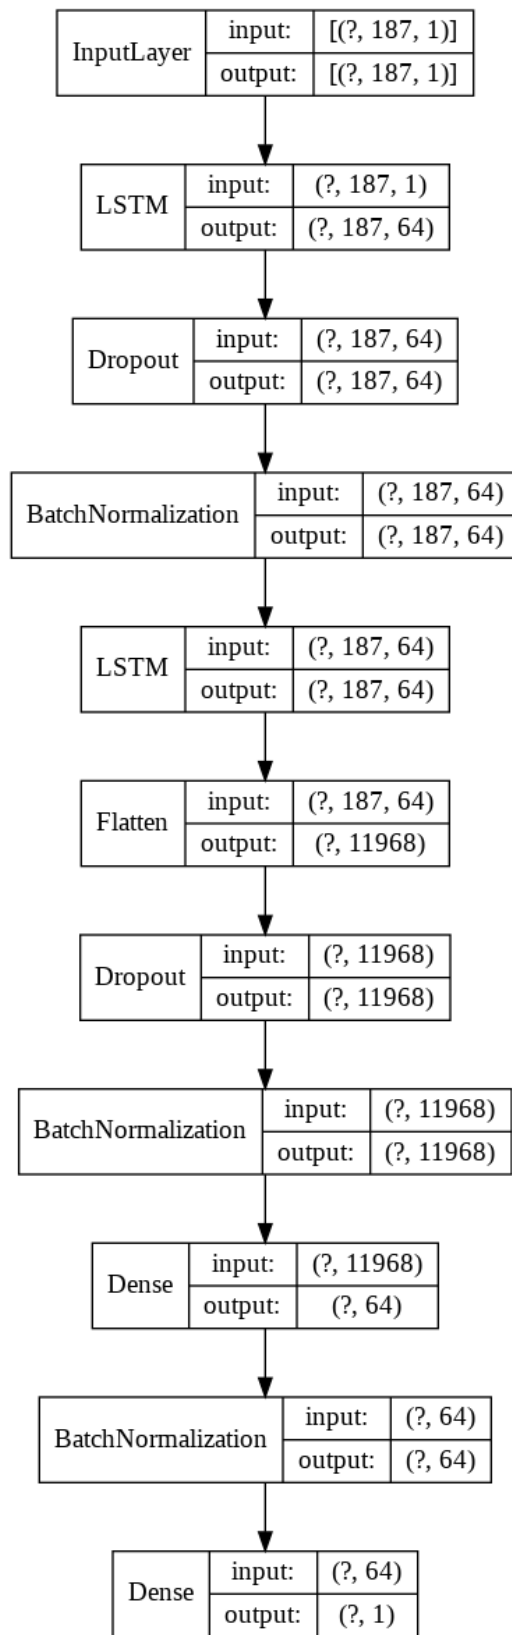 InputLayer
input: [(?, 187, 1)]
output: [(?, 187, 1)]
LSTM
input: (?, 187, 1)
output: (?, 187, 64)
Dropout
input: (?, 187, 64)
output: (?, 187, 64)
BatchNormalization
input: (?, 187, 64)
output: (?, 187, 64)
LSTM
input: (?, 187, 64)
output: (?, 187, 64)
Flatten
input: (?, 187, 64)
output: (?, 11968)
Dropout
input: (?, 11968)
output: (?, 11968)
BatchNormalization
input: (?, 11968)
output: (?, 11968)
Dense
input: (?, 11968)
output: (?, 64)
BatchNormalization
input: (?, 64)
output: (?, 64)
Dense
input: (?, 64)
output: (?, 1)